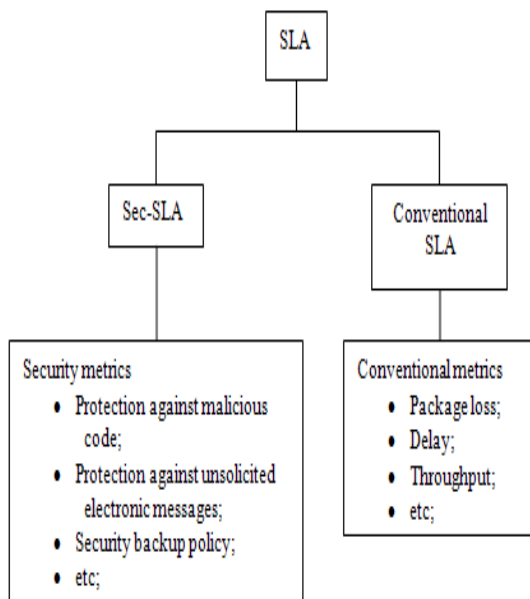 SLA
Sec-SLA
Conventional
SLA
Security metrics
• Protection against malicious
code;
• Protection against unsolicited
electronic messages;
• Security backup policy;
• etc;
Conventional metrics
• Package loss;
• Delay;
• Throughput;
• etc;